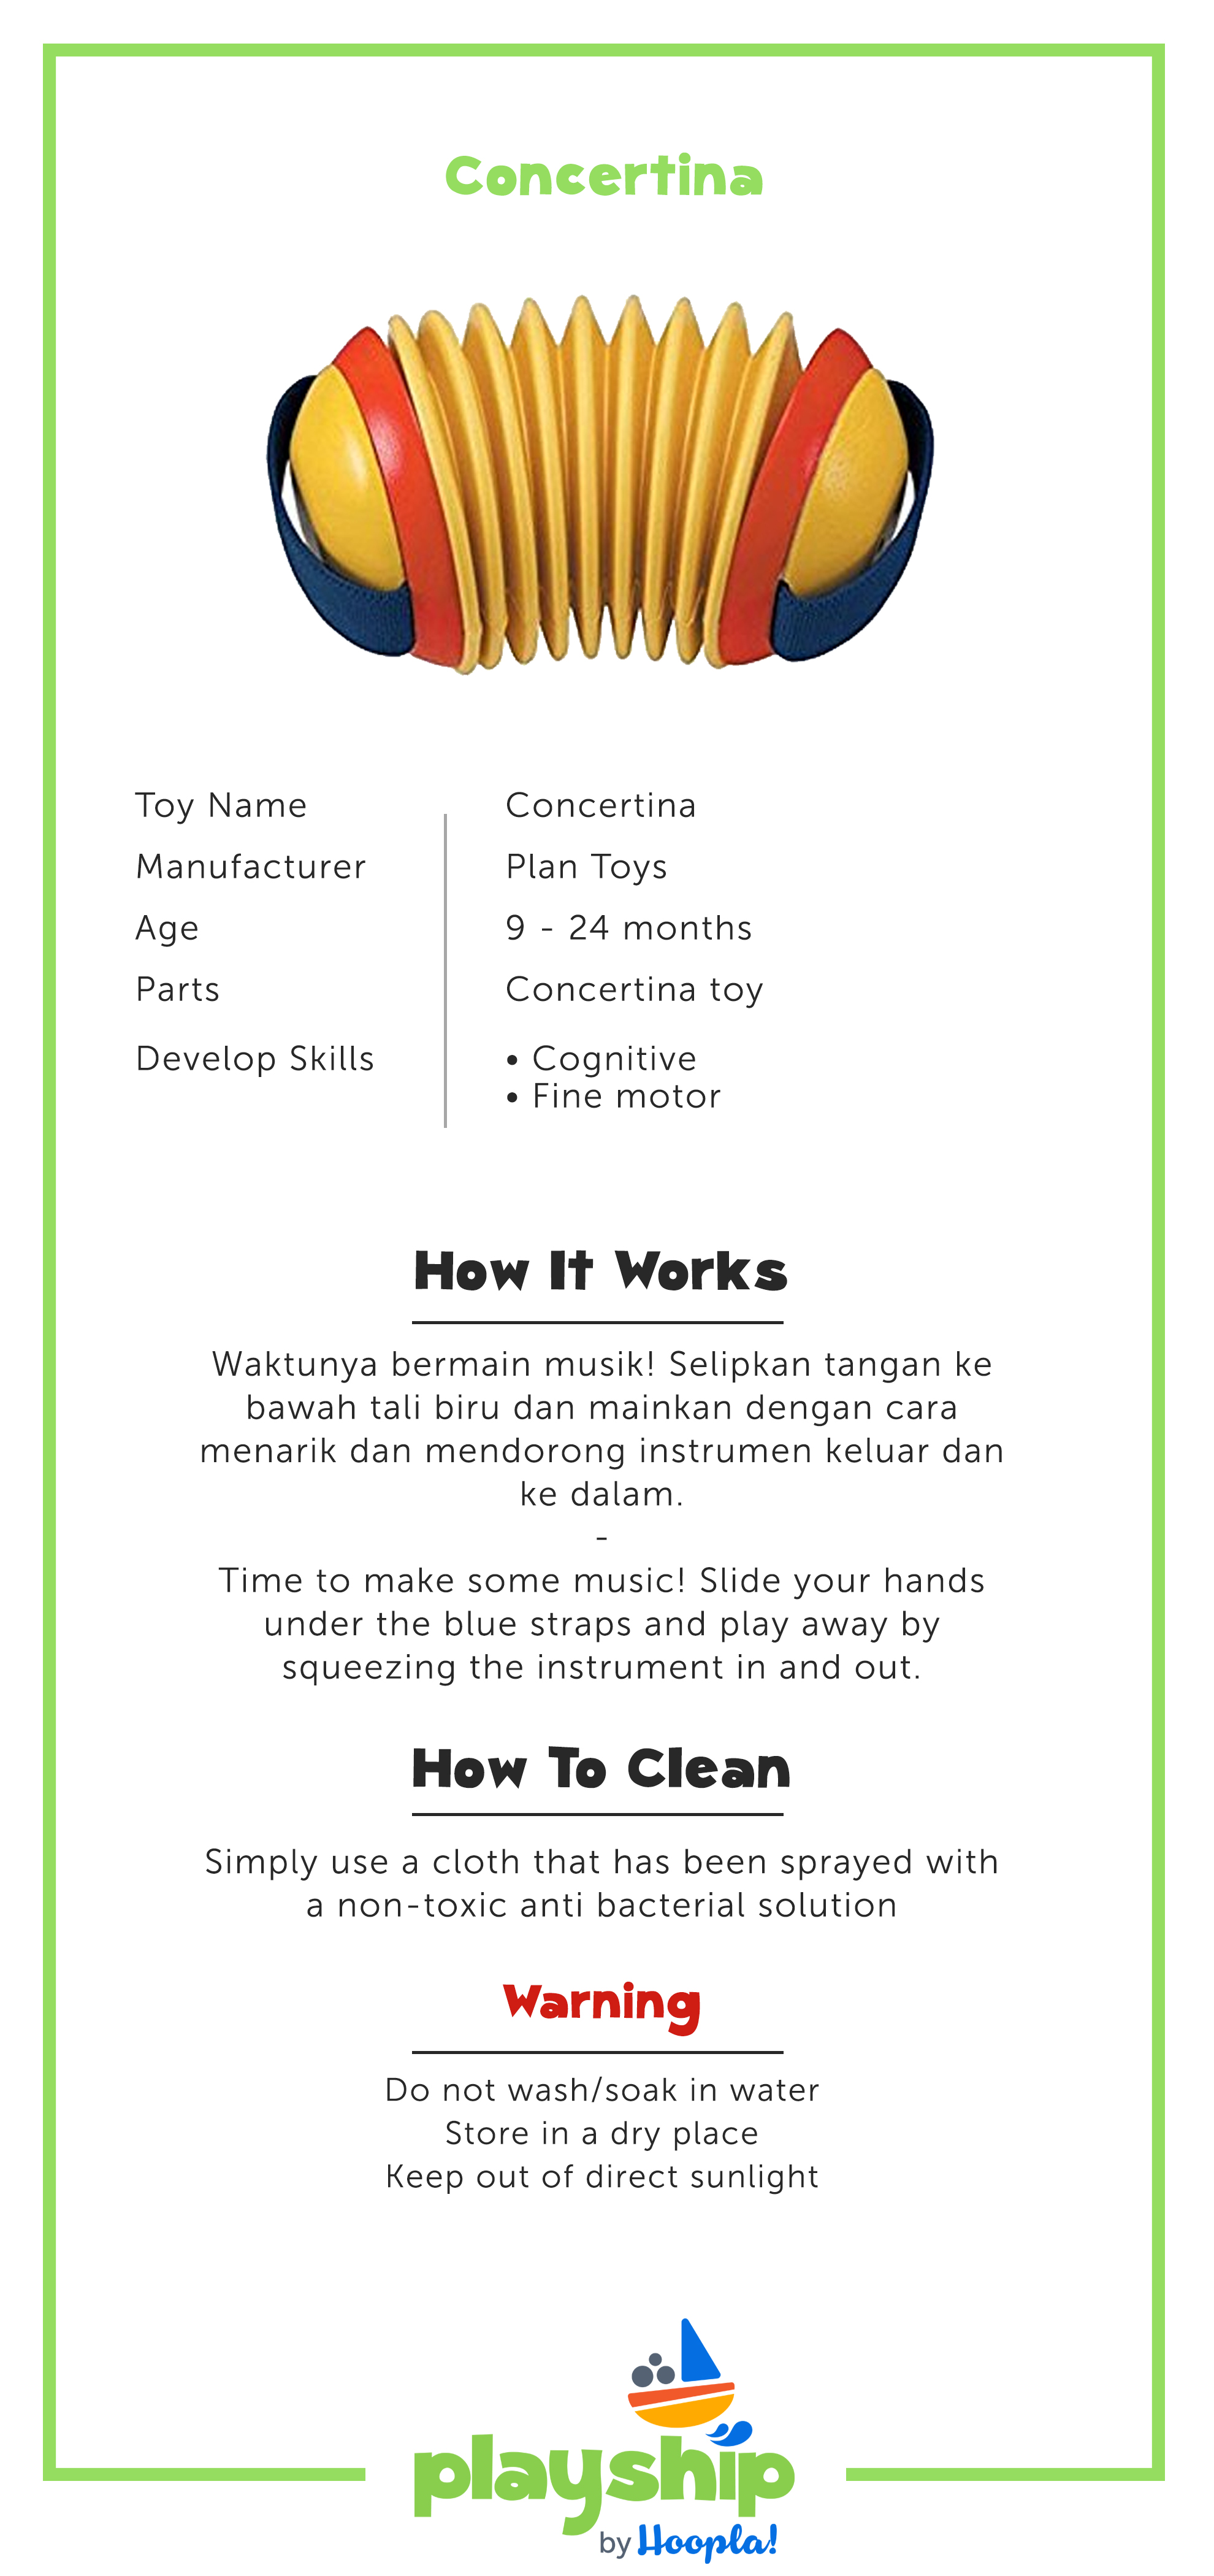 Concertina
Toy Name
Concertina
Manufacturer
Plan Toys
Age
9 - 24 months
Parts
Concertina toy
Develop Skills
• Cognitive
• Fine motor
How It Works
Waktunya bermain musik! Selipkan tangan ke
bawah tali biru dan mainkan dengan cara
menarik dan mendorong instrumen keluar dan
ke dalam.
-
Time to make some music! Slide your hands
under the blue straps and play away by
squeezing the instrument in and out.
How To Clean
Simply use a cloth that has been sprayed with
a non-toxic anti bacterial solution
Warning
Do not wash/soak in water
Store in a dry place
Keep out of direct sunlight
playship
by Hoopla!